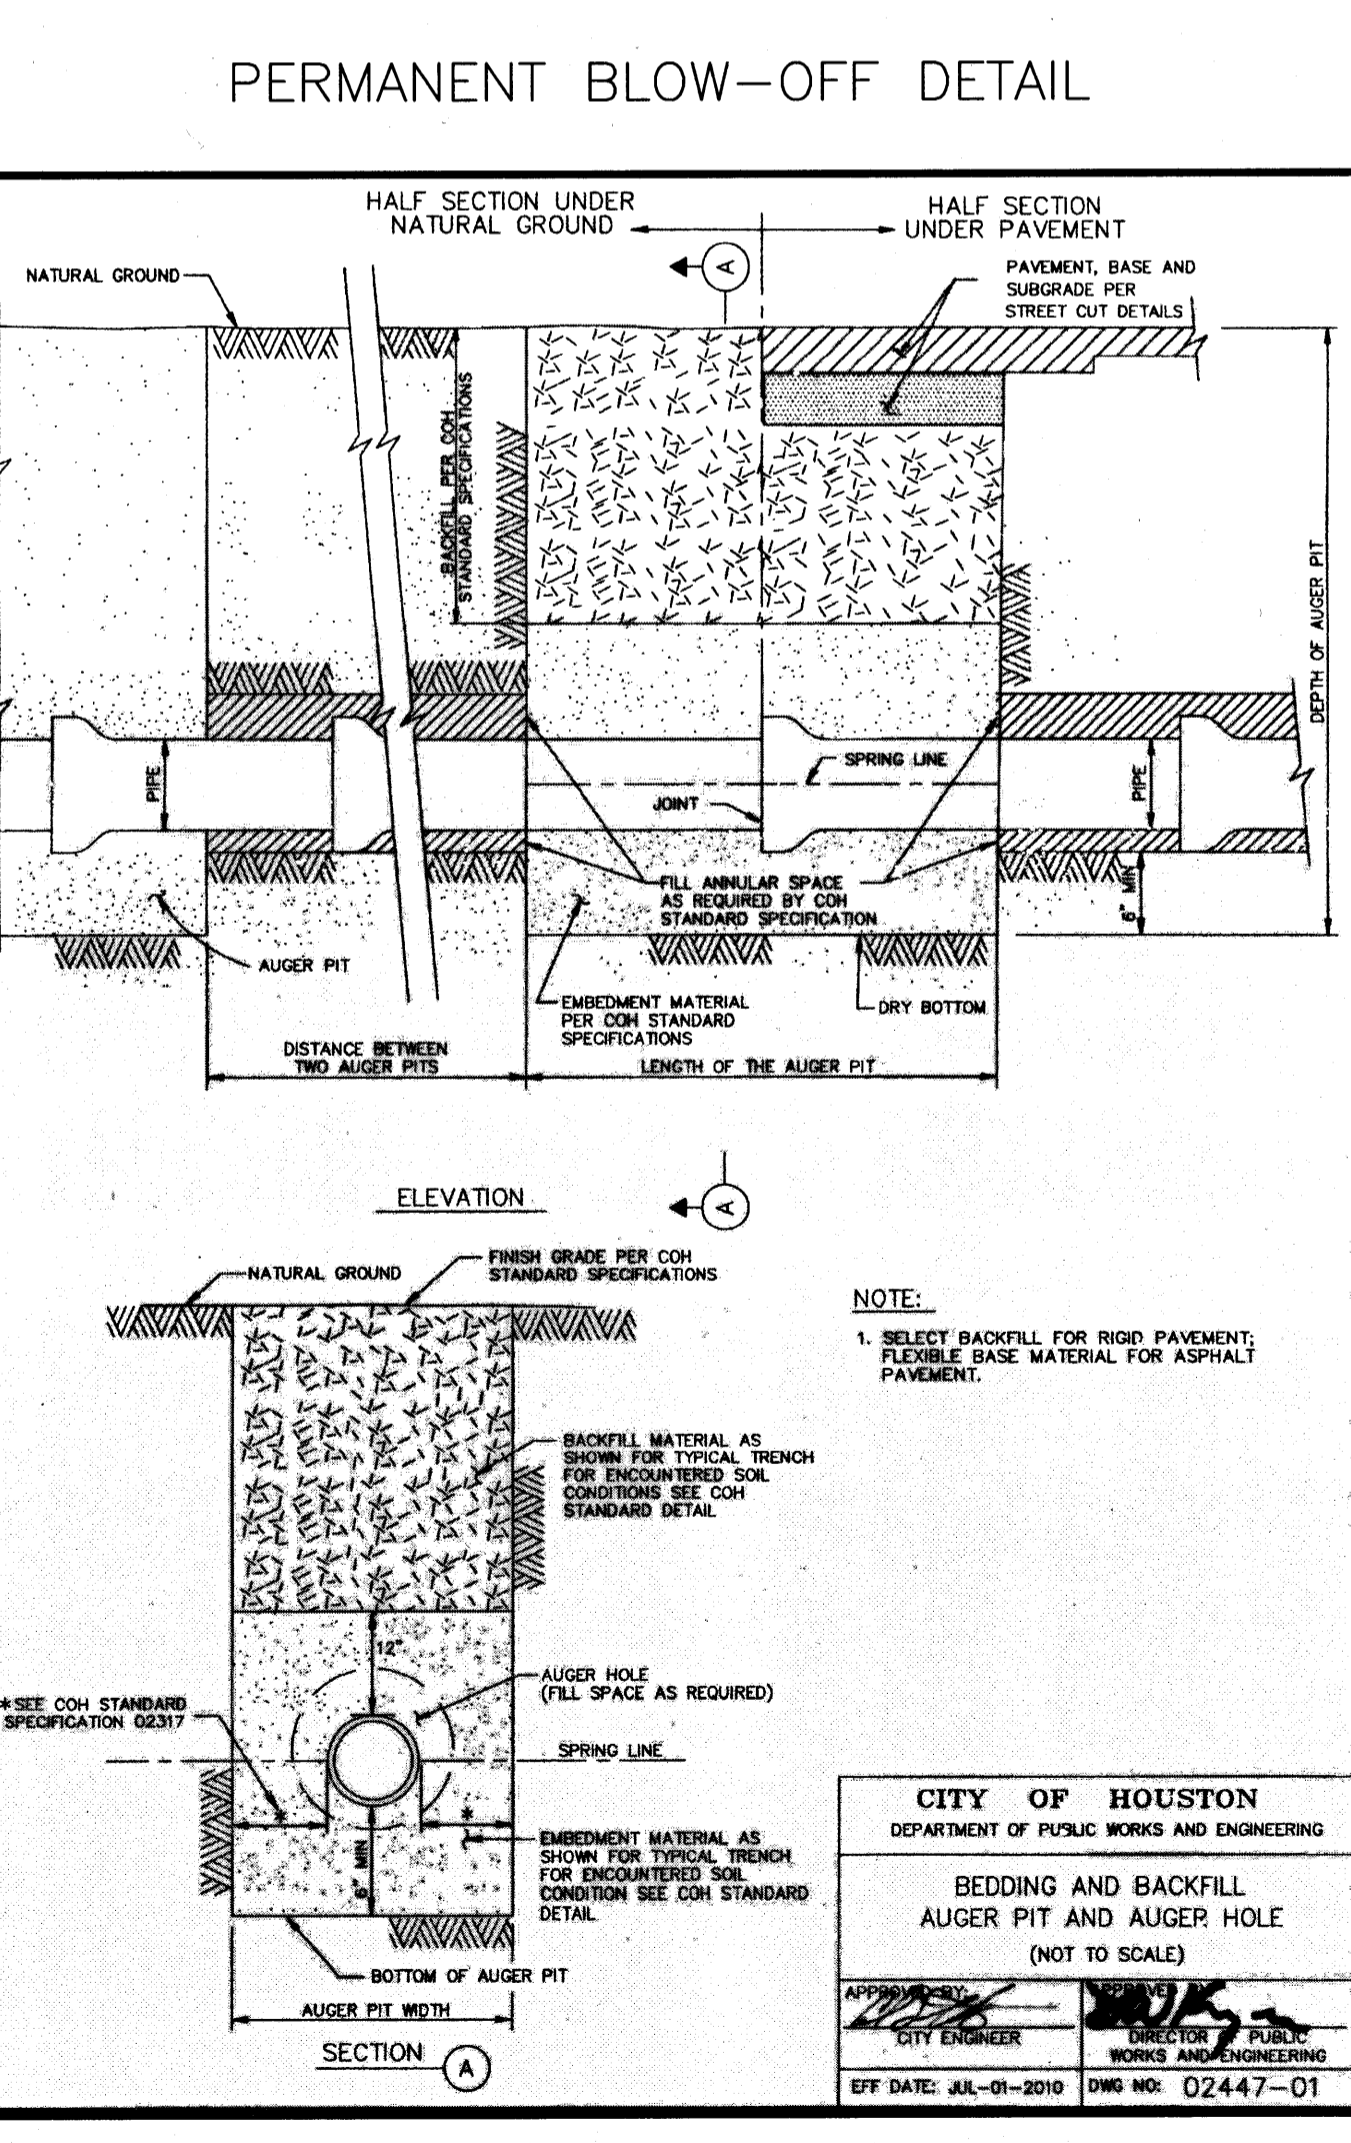 PERMANENT BLOW-OFF DETAIL
HALF SECTION UNDER
NATURAL GROUND
HALF SECTION
UNDER PAVEMENT
A
NATURAL GROUND
PAVEMENT, BASE AND
SUBGRADE PER
STREET CUT DETAILS
BACKFILL PER COH
STANDARD SPECIFICATIONS
DEPTH OF AUGER PIT
PIPE
SPRING LINE
JOINT
PIPE
FILL ANNULAR SPACE
AS REQUIRED BY COH
STANDARD SPECIFICATION
6" MIN
AUGER PIT
EMBEDMENT MATERIAL
PER COH STANDARD
SPECIFICATIONS
DRY BOTTOM
DISTANCE BETWEEN
TWO AUGER PITS
LENGTH OF THE AUGER PIT
ELEVATION
A
NATURAL GROUND
FINISH GRADE PER COH
STANDARD SPECIFICATIONS
NOTE:
1. SELECT BACKFILL FOR RIGID PAVEMENT;
FLEXIBLE BASE MATERIAL FOR ASPHALT
PAVEMENT.
BACKFILL MATERIAL AS
SHOWN FOR TYPICAL TRENCH
FOR ENCOUNTERED SOIL
CONDITIONS SEE COH
STANDARD DETAIL
12"
AUGER HOLE
(FILL SPACE AS REQUIRED)
*SEE COH STANDARD
SPECIFICATION 02317
SPRING LINE
*
*
6" MIN
EMBEDMENT MATERIAL AS
SHOWN FOR TYPICAL TRENCH
FOR ENCOUNTERED SOIL
CONDITION SEE COH STANDARD
DETAIL
BOTTOM OF AUGER PIT
AUGER PIT WIDTH
SECTION A
CITY OF HOUSTON
DEPARTMENT OF PUBLIC WORKS AND ENGINEERING
BEDDING AND BACKFILL
AUGER PIT AND AUGER HOLE
(NOT TO SCALE)
APPROVED BY:
CITY ENGINEER
APPROVED BY:
DIRECTOR OF PUBLIC
WORKS AND ENGINEERING
EFF DATE: JUL-01-2010
DWG NO: 02447-01